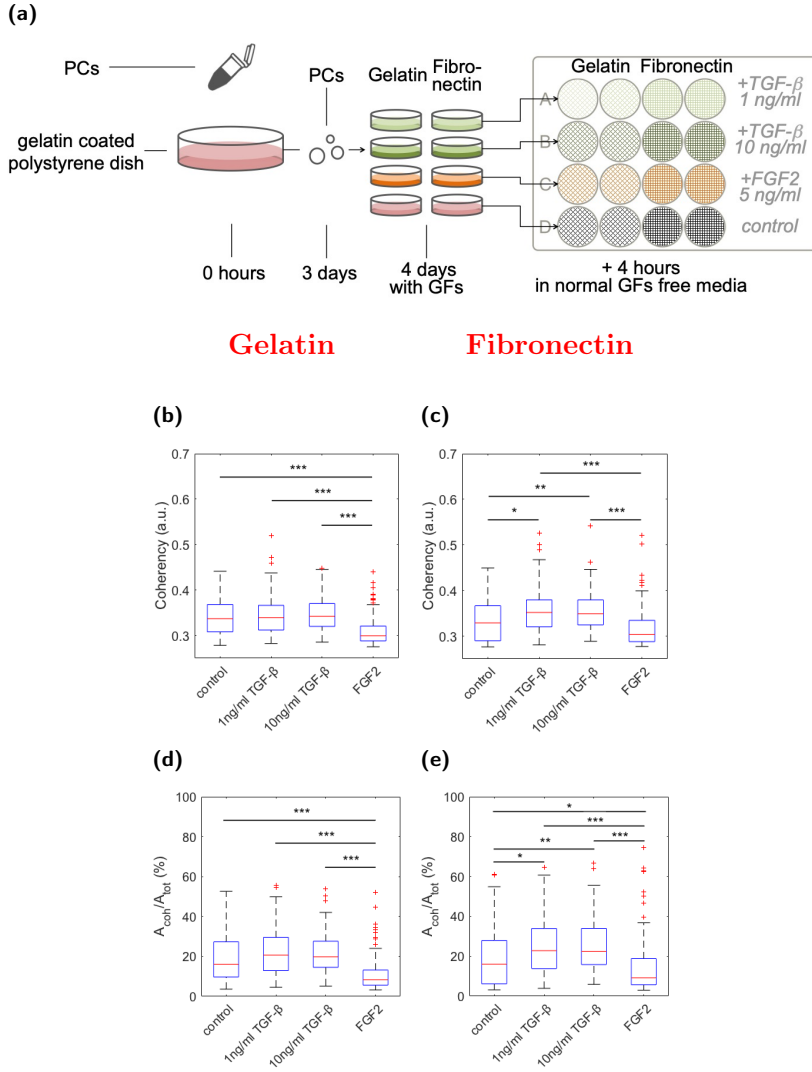 (a)
PCs
gelatin coated
polystyrene dish
PCs
Gelatin
Fibro-
nectin
Gelatin Fibronectin
A
+TGF-β
1 ng/ml
B
+TGF-β
10 ng/ml
C
+FGF2
5 ng/ml
D
control
0 hours
3 days
4 days
with GFs
+ 4 hours
in normal GFs free media
Gelatin
Fibronectin
(b)
Coherency (a.u.)
0.7
0.6
0.5
0.4
0.3
***
***
***
control
1ng/ml TGF-β
10ng/ml TGF-β
FGF2
(c)
Coherency (a.u.)
0.7
0.6
0.5
0.4
0.3
***
**
*
***
control
1ng/ml TGF-β
10ng/ml TGF-β
FGF2
(d)
A_coh/A_tot (%)
100
80
60
40
20
0
***
***
***
control
1ng/ml TGF-β
10ng/ml TGF-β
FGF2
(e)
A_coh/A_tot (%)
100
80
60
40
20
0
*
***
***
**
*
control
1ng/ml TGF-β
10ng/ml TGF-β
FGF2